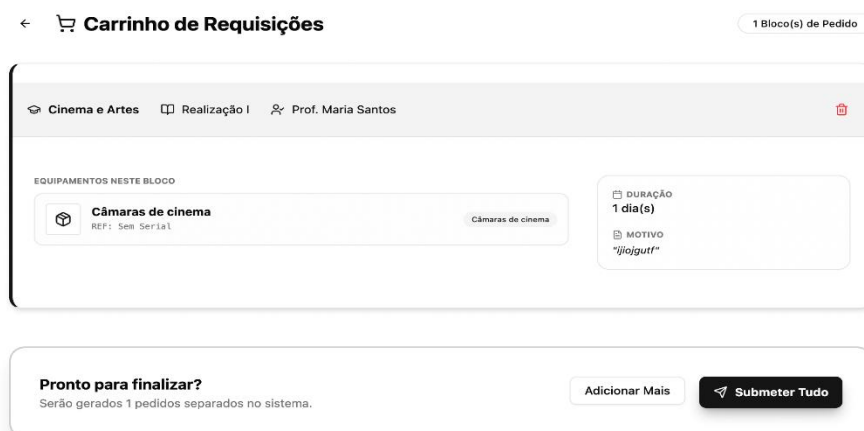 Carrinho de Requisições
1 Bloco(s) de Pedido
Cinema e Artes Realização I Prof. Maria Santos
EQUIPAMENTOS NESTE BLOCO
Câmaras de cinema
REF: Sem Serial
Câmaras de cinema
DURAÇÃO
1 dia(s)
MOTIVO
"ijiojgutf"
Pronto para finalizar?
Serão gerados 1 pedidos separados no sistema.
Adicionar Mais
Submeter Tudo